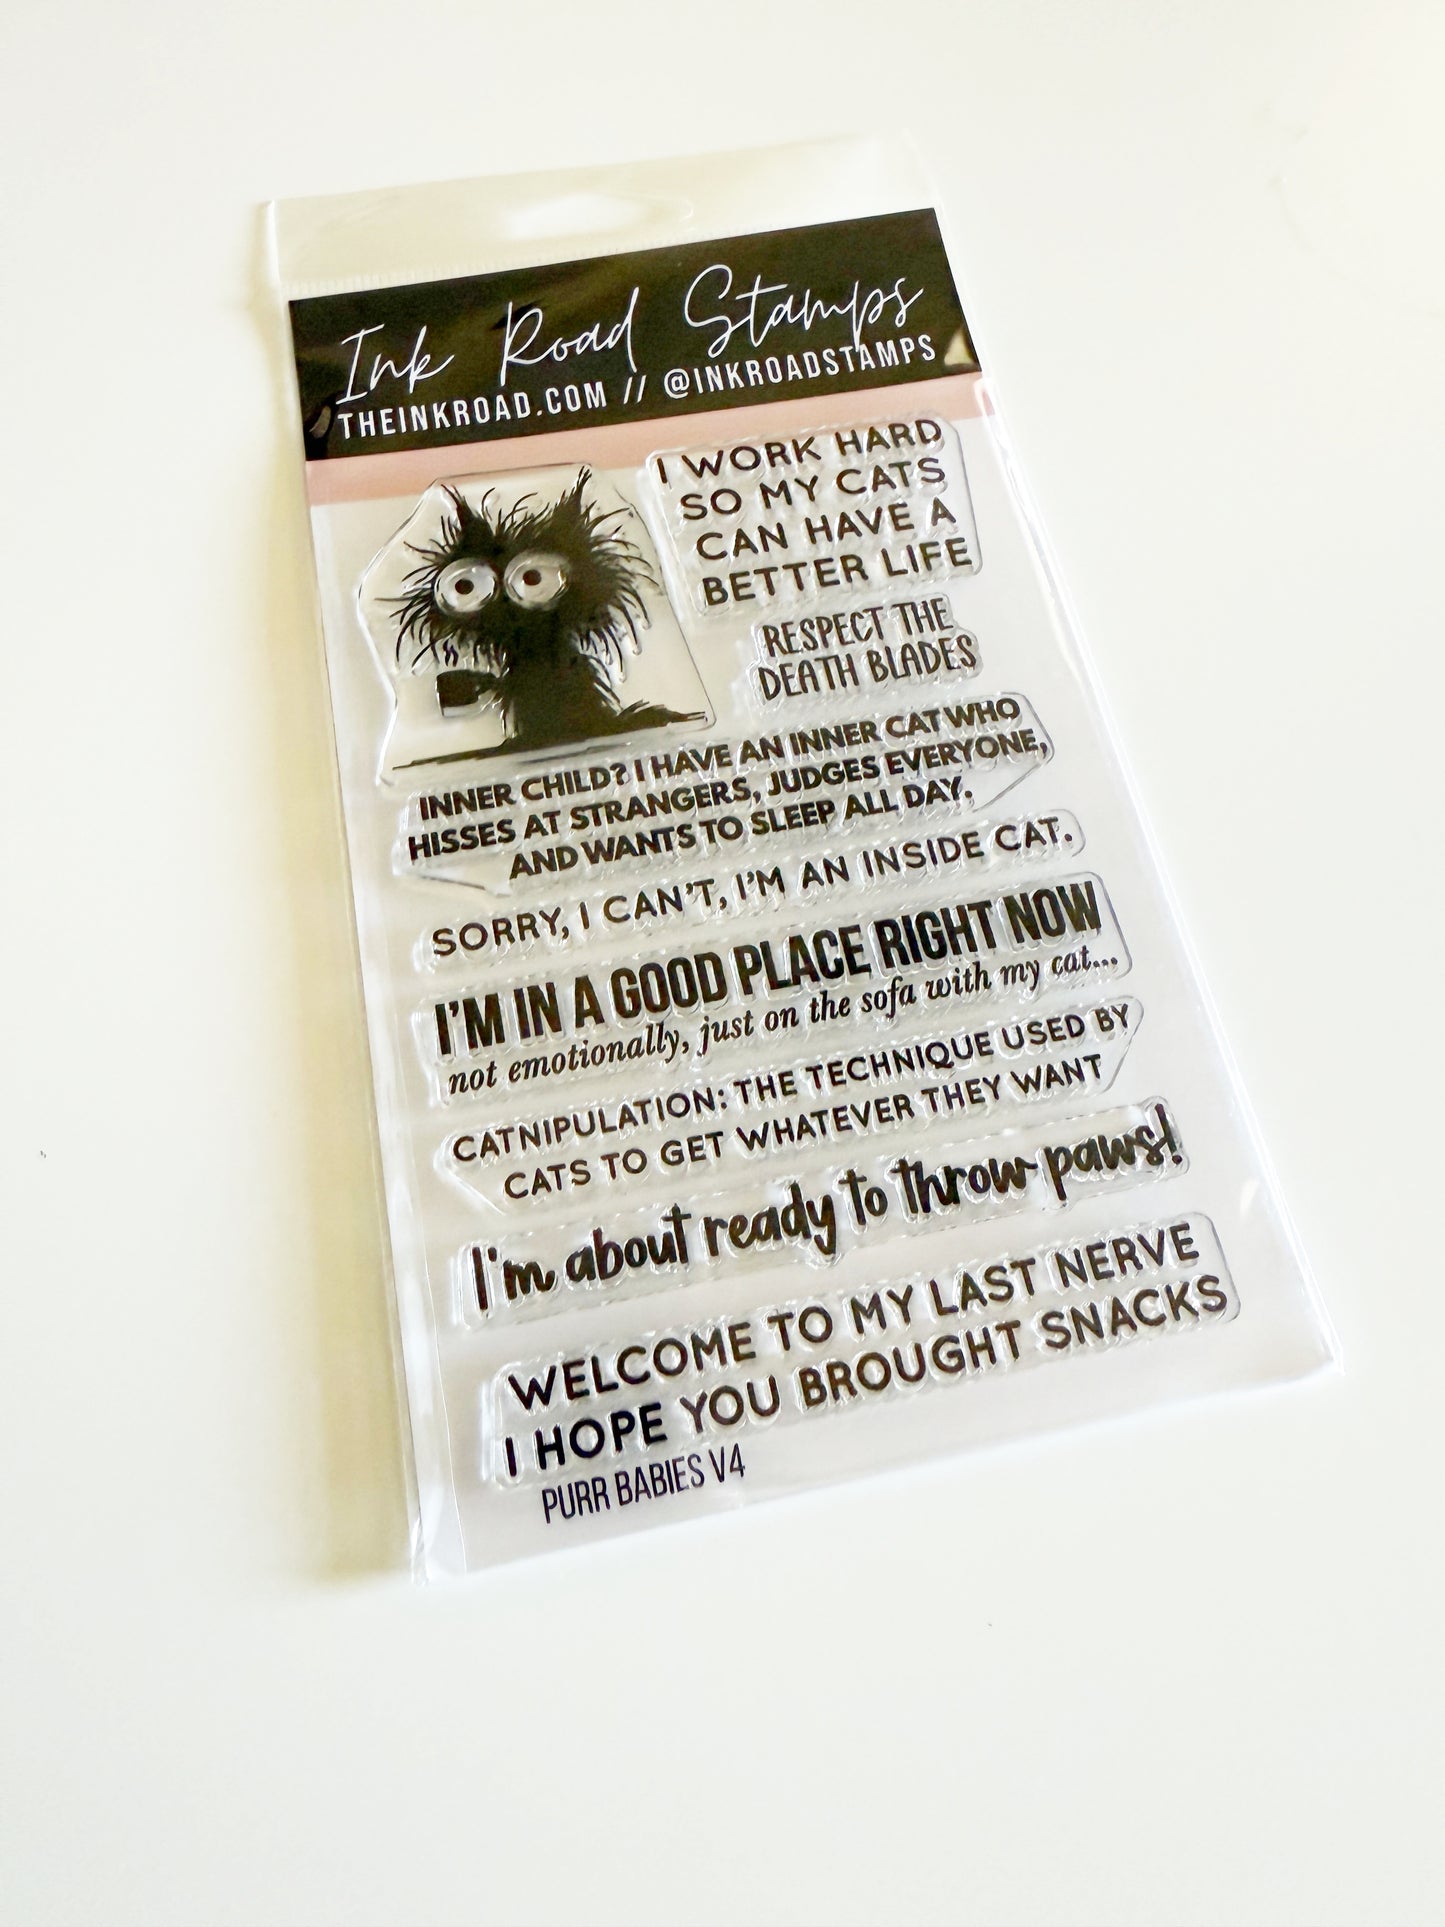 Ink Road Stamps
THEINKROAD.COM // @INKROADSTAMPS
I WORK HARD
SO MY CATS
CAN HAVE A
BETTER LIFE
RESPECT THE
DEATH BLADES
INNER CHILD? I HAVE AN INNER CAT WHO
HISSES AT STRANGERS, JUDGES EVERYONE,
AND WANTS TO SLEEP ALL DAY.
SORRY, I CAN'T, I'M AN INSIDE CAT.
I'M IN A GOOD PLACE RIGHT NOW
not emotionally, just on the sofa with my cat...
CATNIPULATION: THE TECHNIQUE USED BY
CATS TO GET WHATEVER THEY WANT
I'm about ready to throw paws!
WELCOME TO MY LAST NERVE
I HOPE YOU BROUGHT SNACKS
PURR BABIES V4